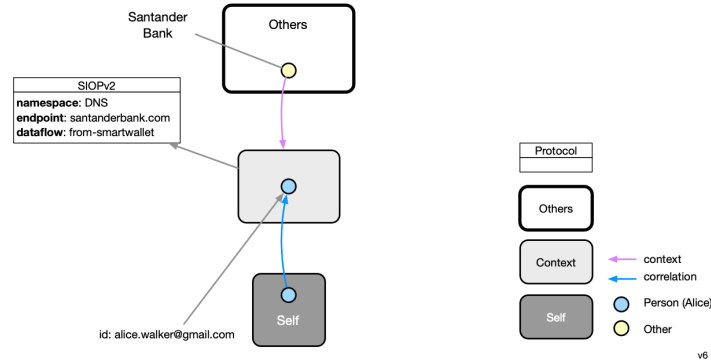 Santander
Bank
Others
SIOPv2
namespace: DNS
endpoint: santanderbank.com
dataflow: from-smartwallet
Self
id: alice.walker@gmail.com
Protocol
Others
Context
context
correlation
Self
Person (Alice)
Other
v6